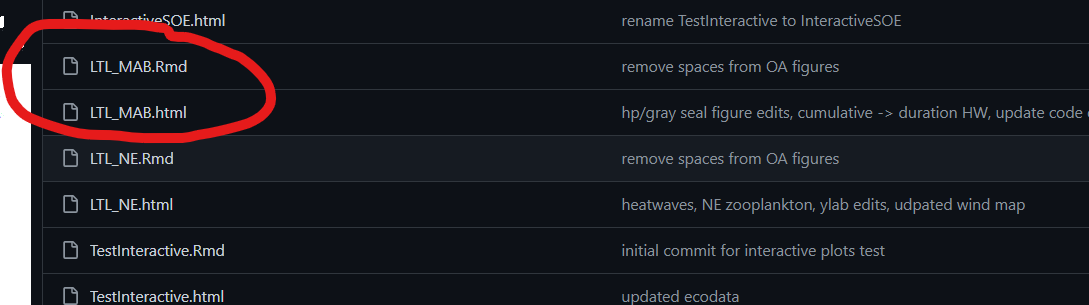 InteractiveSOE.html rename TestInteractive to InteractiveSOE
LTL_MAB.Rmd remove spaces from OA figures
LTL_MAB.html hp/gray seal figure edits, cumulative -> duration HW, update code
LTL_NE.Rmd remove spaces from OA figures
LTL_NE.html heatwaves, NE zooplankton, ylab edits, udpated wind map
TestInteractive.Rmd initial commit for interactive plots test
TestInteractive.html updated ecodata